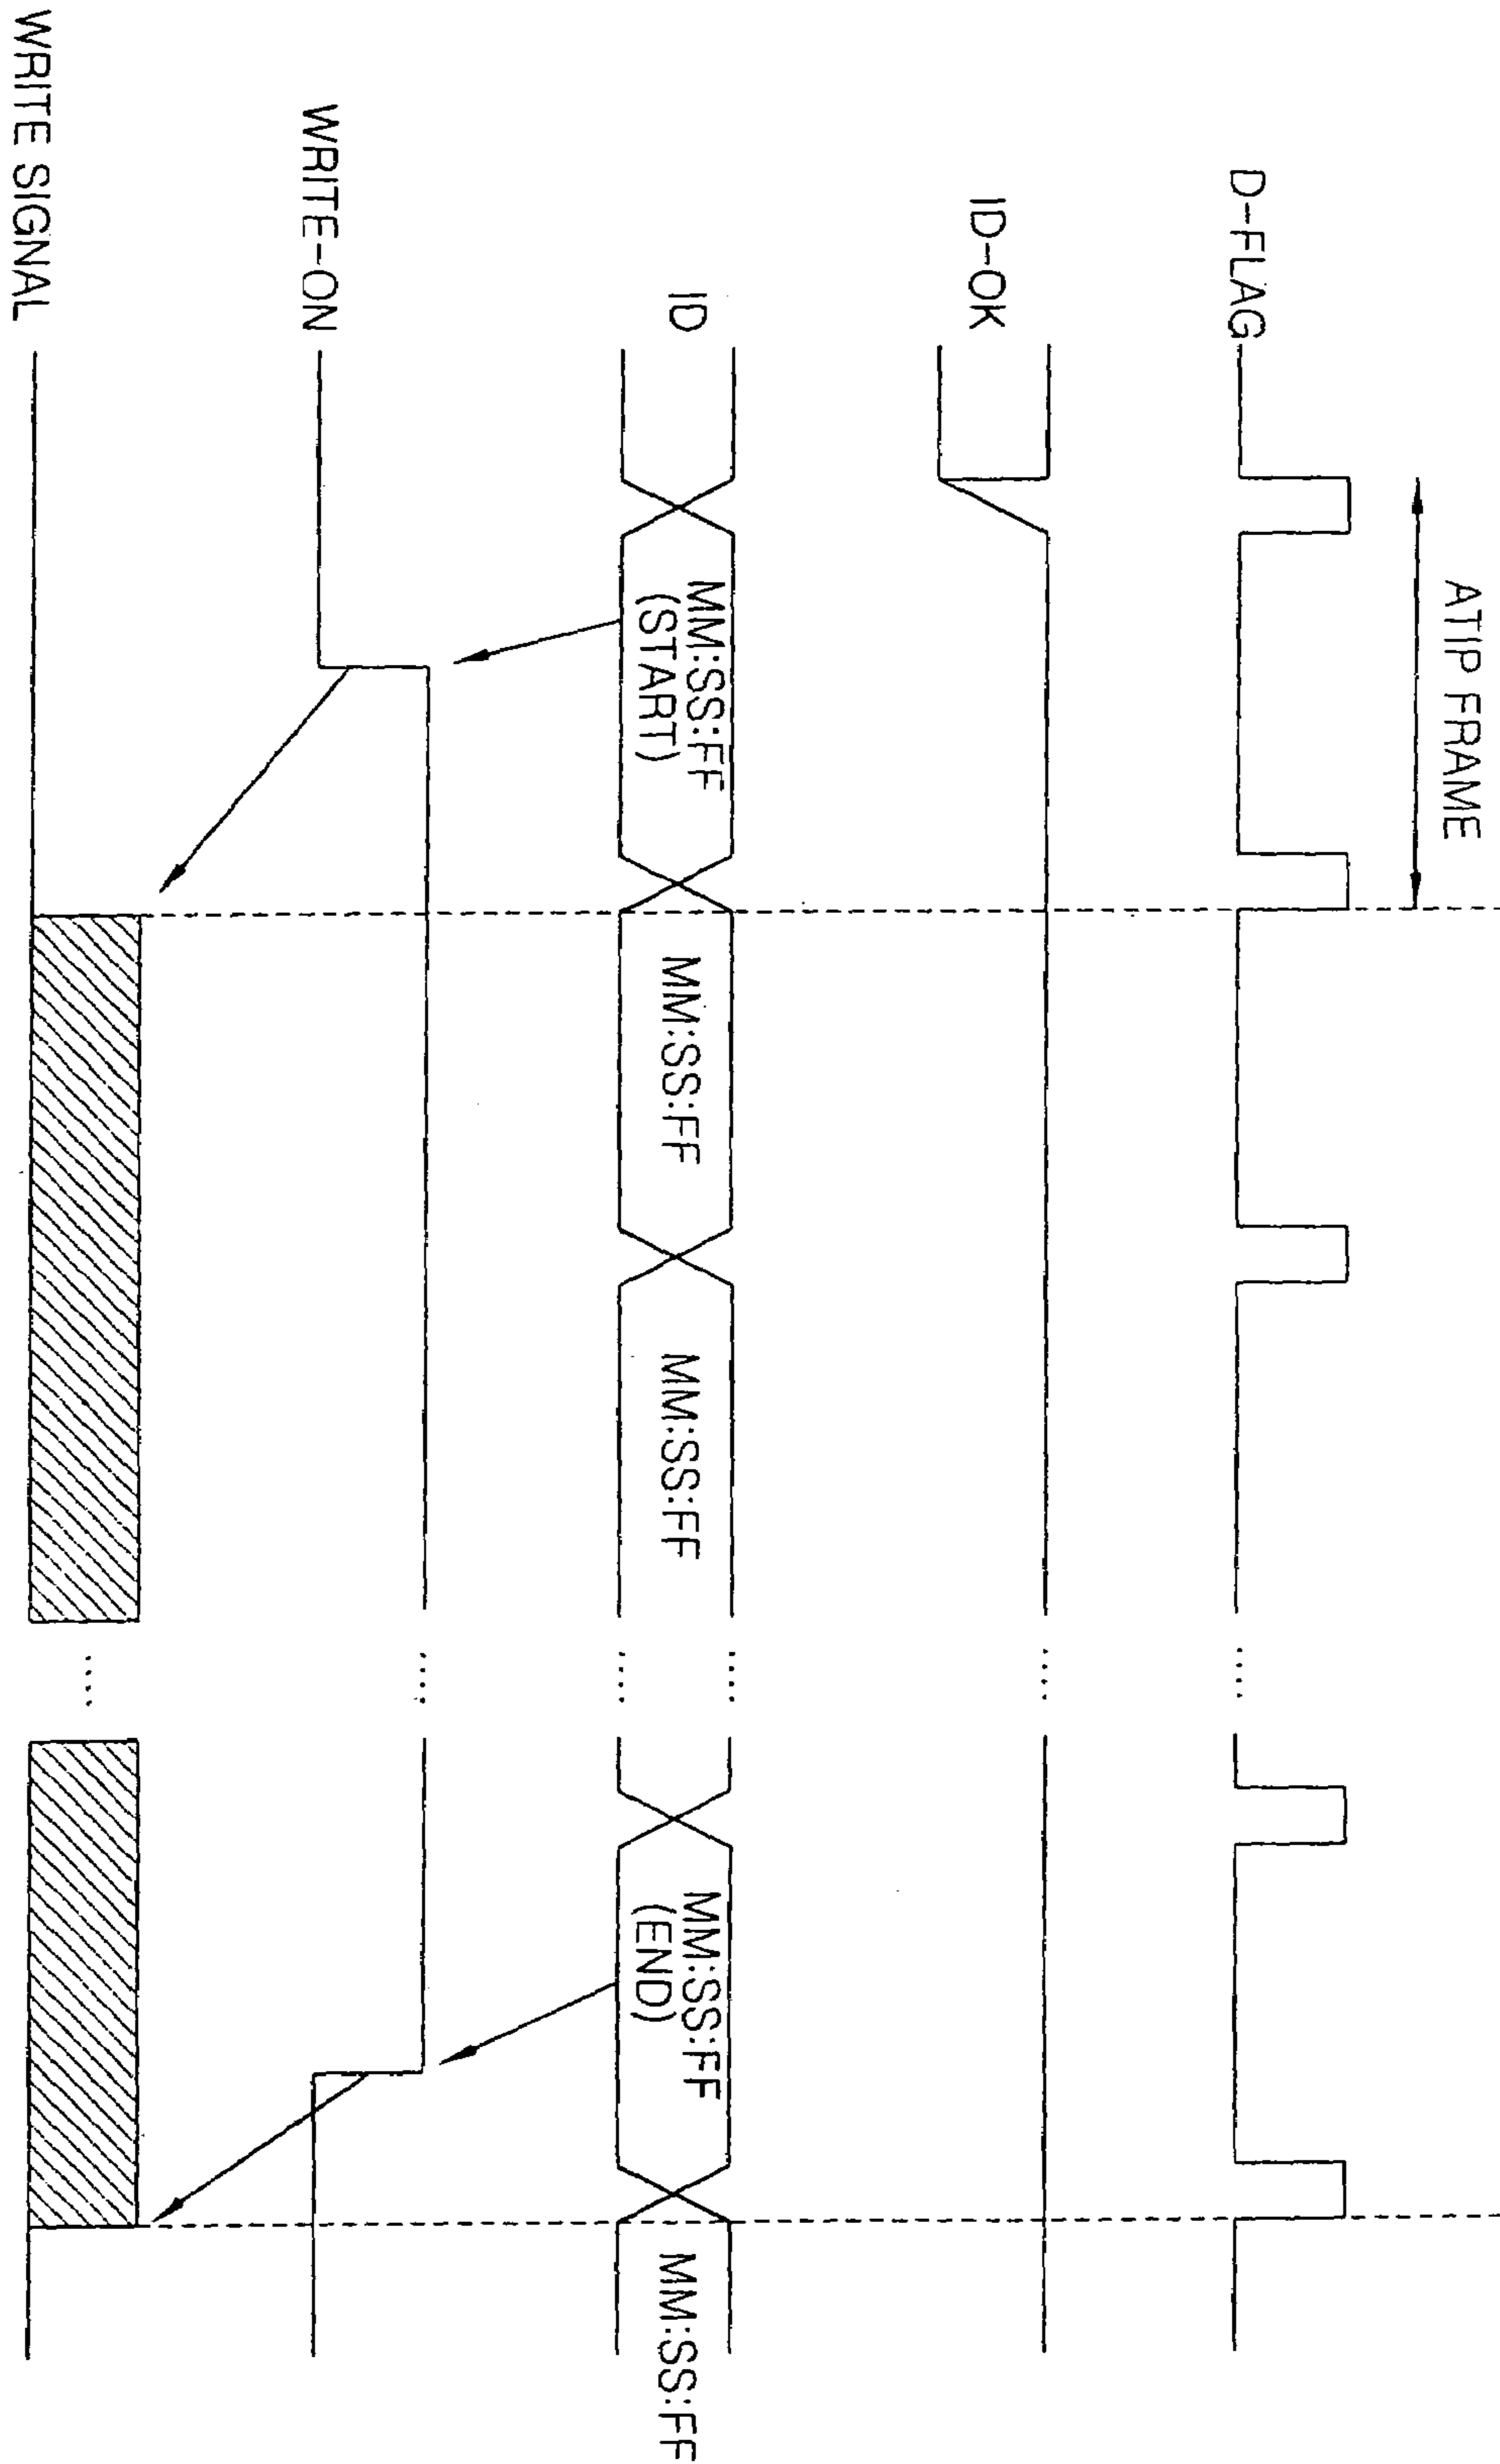 ATIP FRAME
D-FLAG
....
ID-OK
....
ID
MM:SS:FF
(START)
MM:SS:FF
MM:SS:FF
....
....
MM:SS:FF
(END)
MM:SS:FF
WRITE-ON
....
WRITE SIGNAL
....